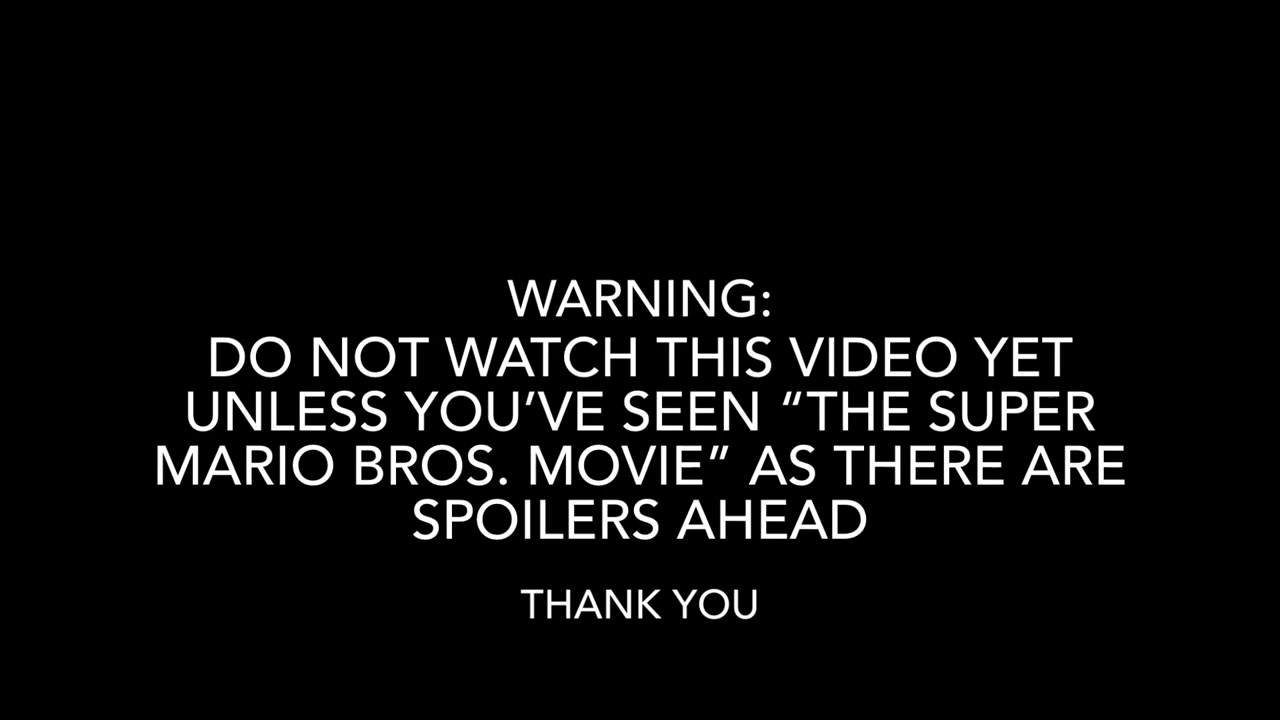 WARNING:
DO NOT WATCH THIS VIDEO YET
UNLESS YOU’VE SEEN “THE SUPER
MARIO BROS. MOVIE” AS THERE ARE
SPOILERS AHEAD
THANK YOU